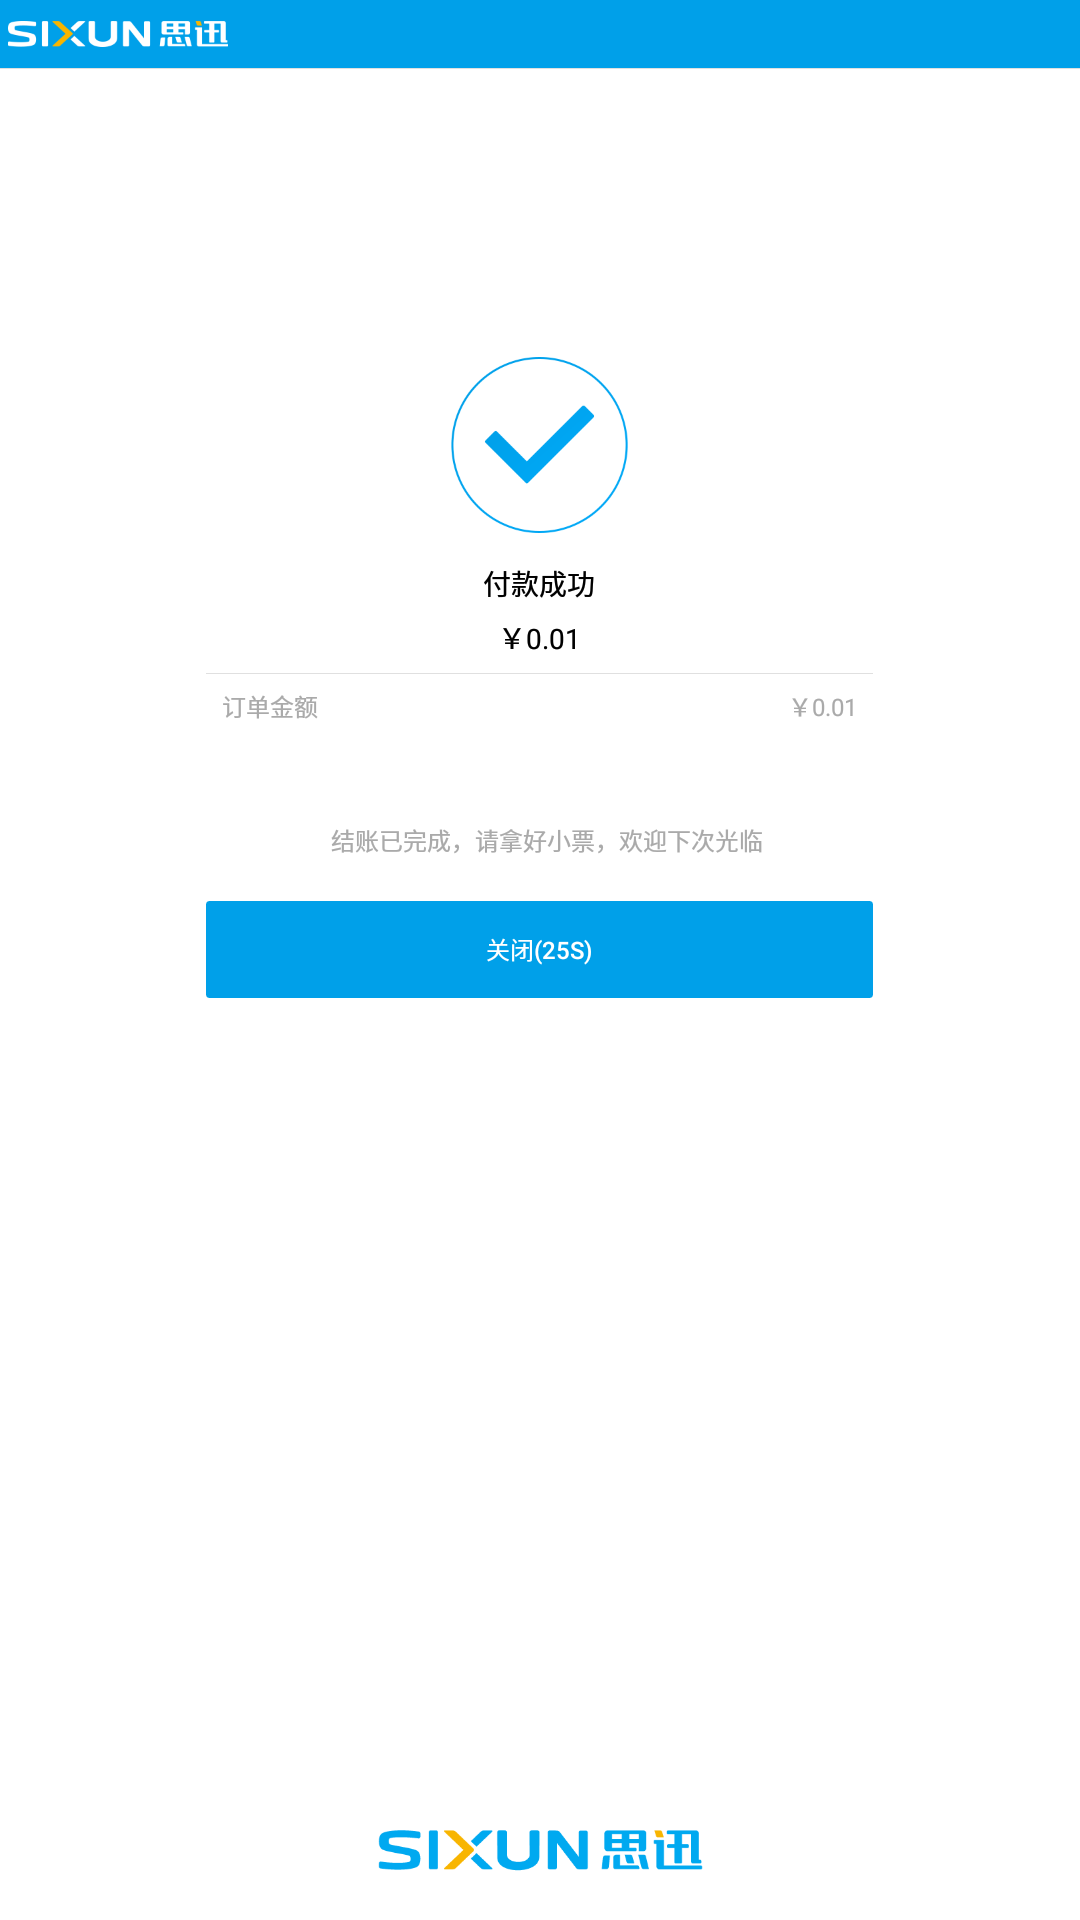 SIXUN 思迅
付款成功
￥0.01
订单金额 ￥0.01
结账已完成，请拿好小票，欢迎下次光临
关闭(25S)
SIXUN 思迅